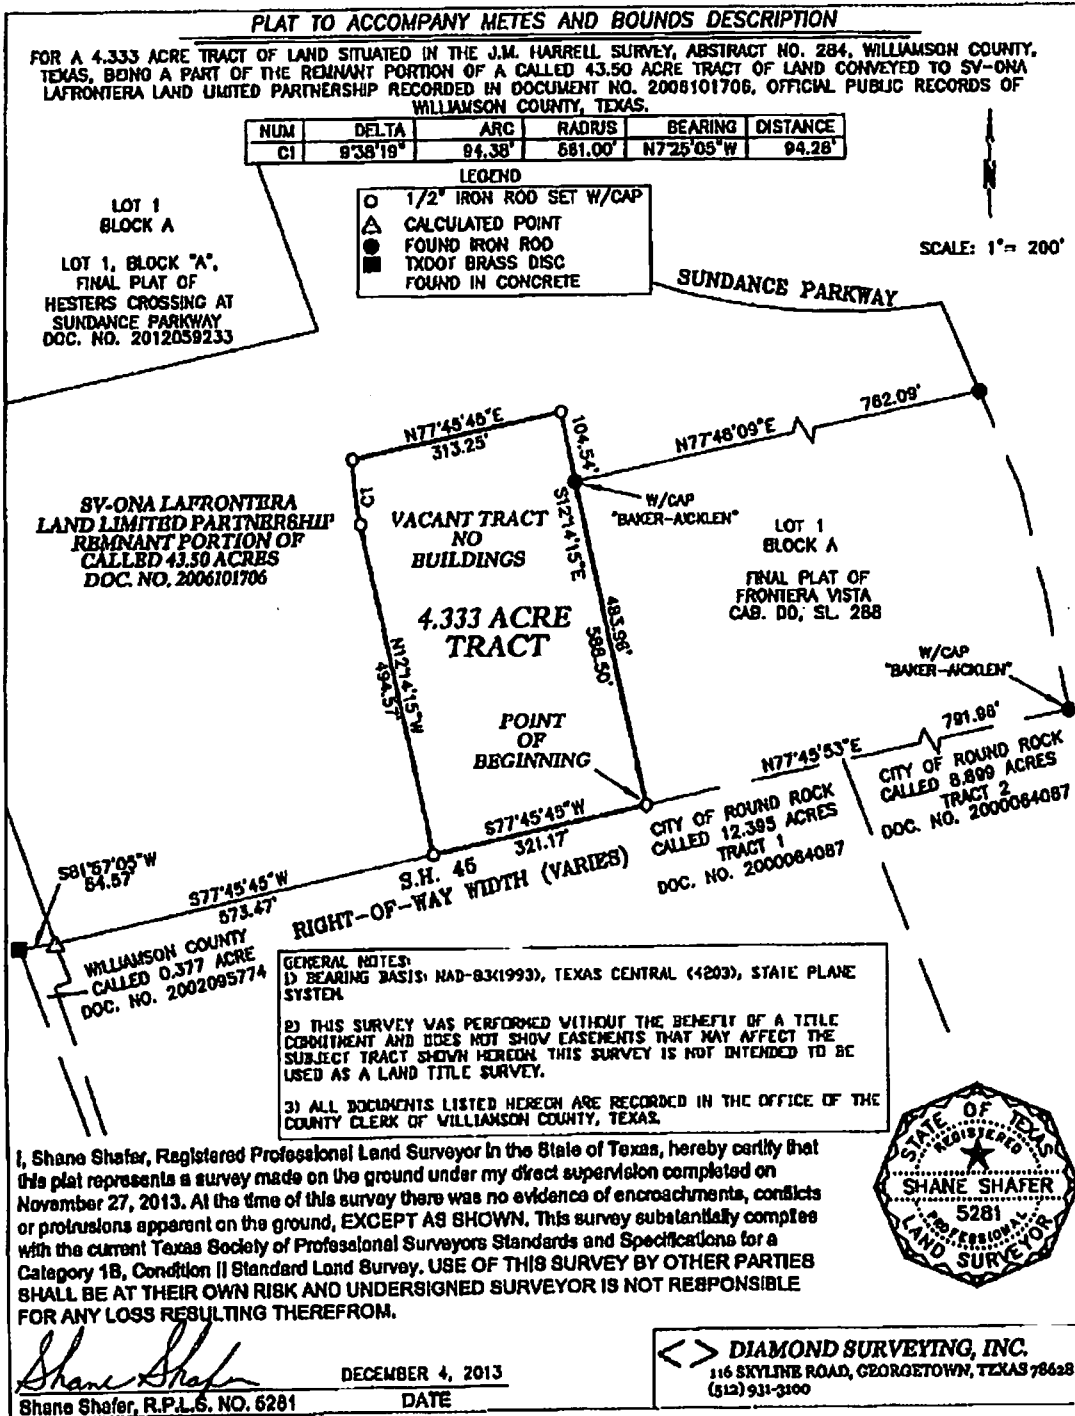 PLAT TO ACCOMPANY METES AND BOUNDS DESCRIPTION
FOR A 4.333 ACRE TRACT OF LAND SITUATED IN THE J.M. HARRELL SURVEY, ABSTRACT NO. 284, WILLIAMSON COUNTY,
TEXAS, BEING A PART OF THE REMNANT PORTION OF A CALLED 43.50 ACRE TRACT OF LAND CONVEYED TO SV-ONA
LAFRONTERA LAND LIMITED PARTNERSHIP RECORDED IN DOCUMENT NO. 2006101706, OFFICIAL PUBLIC RECORDS OF
WILLIAMSON COUNTY, TEXAS.
NUM DELTA ARC RADIUS BEARING DISTANCE
C1 9°38'19" 94.38' 561.00' N7°25'05"W 94.26'
LEGEND
1/2" IRON ROD SET W/CAP
CALCULATED POINT
FOUND IRON ROD
TXDOT BRASS DISC
FOUND IN CONCRETE
N
SCALE: 1"= 200'
LOT 1
BLOCK A
LOT 1, BLOCK "A",
FINAL PLAT OF
HESTERS CROSSING AT
SUNDANCE PARKWAY
DOC. NO. 2012059233
SUNDANCE PARKWAY
N77°45'45"E
313.25'
104.54'
N77°48'09"E
762.09'
C1
W/CAP
"BAKER-AICKLEN"
S12°14'15"E
483.96'
588.50'
SV-ONA LAFRONTERA
LAND LIMITED PARTNERSHIP
REMNANT PORTION OF
CALLED 43.50 ACRES
DOC. NO. 2006101706
VACANT TRACT
NO
BUILDINGS
4.333 ACRE
TRACT
LOT 1
BLOCK A
FINAL PLAT OF
FRONTERA VISTA
CAB. DD, SL. 288
N12°14'15"W
494.57'
W/CAP
"BAKER-AICKLEN"
POINT
OF
BEGINNING
N77°45'53"E
791.98'
S77°45'45"W
321.17'
CITY OF ROUND ROCK
CALLED 12.395 ACRES
TRACT 1
DOC. NO. 2000064087
CITY OF ROUND ROCK
CALLED 8.899 ACRES
TRACT 2
DOC. NO. 2000064087
S.H. 45
RIGHT-OF-WAY WIDTH (VARIES)
S81°57'05"W
84.57'
S77°45'45"W
573.47'
WILLIAMSON COUNTY
CALLED 0.377 ACRE
DOC. NO. 2002095774
GENERAL NOTES:
1) BEARING BASIS: NAD-83(1993), TEXAS CENTRAL (4203), STATE PLANE
SYSTEM.
2) THIS SURVEY WAS PERFORMED WITHOUT THE BENEFIT OF A TITLE
COMMITMENT AND DOES NOT SHOW EASEMENTS THAT MAY AFFECT THE
SUBJECT TRACT SHOWN HEREON. THIS SURVEY IS NOT INTENDED TO BE
USED AS A LAND TITLE SURVEY.
3) ALL DOCUMENTS LISTED HEREON ARE RECORDED IN THE OFFICE OF THE
COUNTY CLERK OF WILLIAMSON COUNTY, TEXAS.
I, Shane Shafer, Registered Professional Land Surveyor in the State of Texas, hereby certify that
this plat represents a survey made on the ground under my direct supervision completed on
November 27, 2013. At the time of this survey there was no evidence of encroachments, conflicts
or protrusions apparent on the ground, EXCEPT AS SHOWN. This survey substantially complies
with the current Texas Society of Professional Surveyors Standards and Specifications for a
Category 1B, Condition II Standard Land Survey. USE OF THIS SURVEY BY OTHER PARTIES
SHALL BE AT THEIR OWN RISK AND UNDERSIGNED SURVEYOR IS NOT RESPONSIBLE
FOR ANY LOSS RESULTING THEREFROM.
STATE OF TEXAS
REGISTERED
SHANE SHAFER
5281
PROFESSIONAL
LAND SURVEYOR
Shane Shafer
DECEMBER 4, 2013
Shane Shafer, R.P.L.S. NO. 5281
DATE
DIAMOND SURVEYING, INC.
116 SKYLINE ROAD, GEORGETOWN, TEXAS 78628
(512) 931-3100